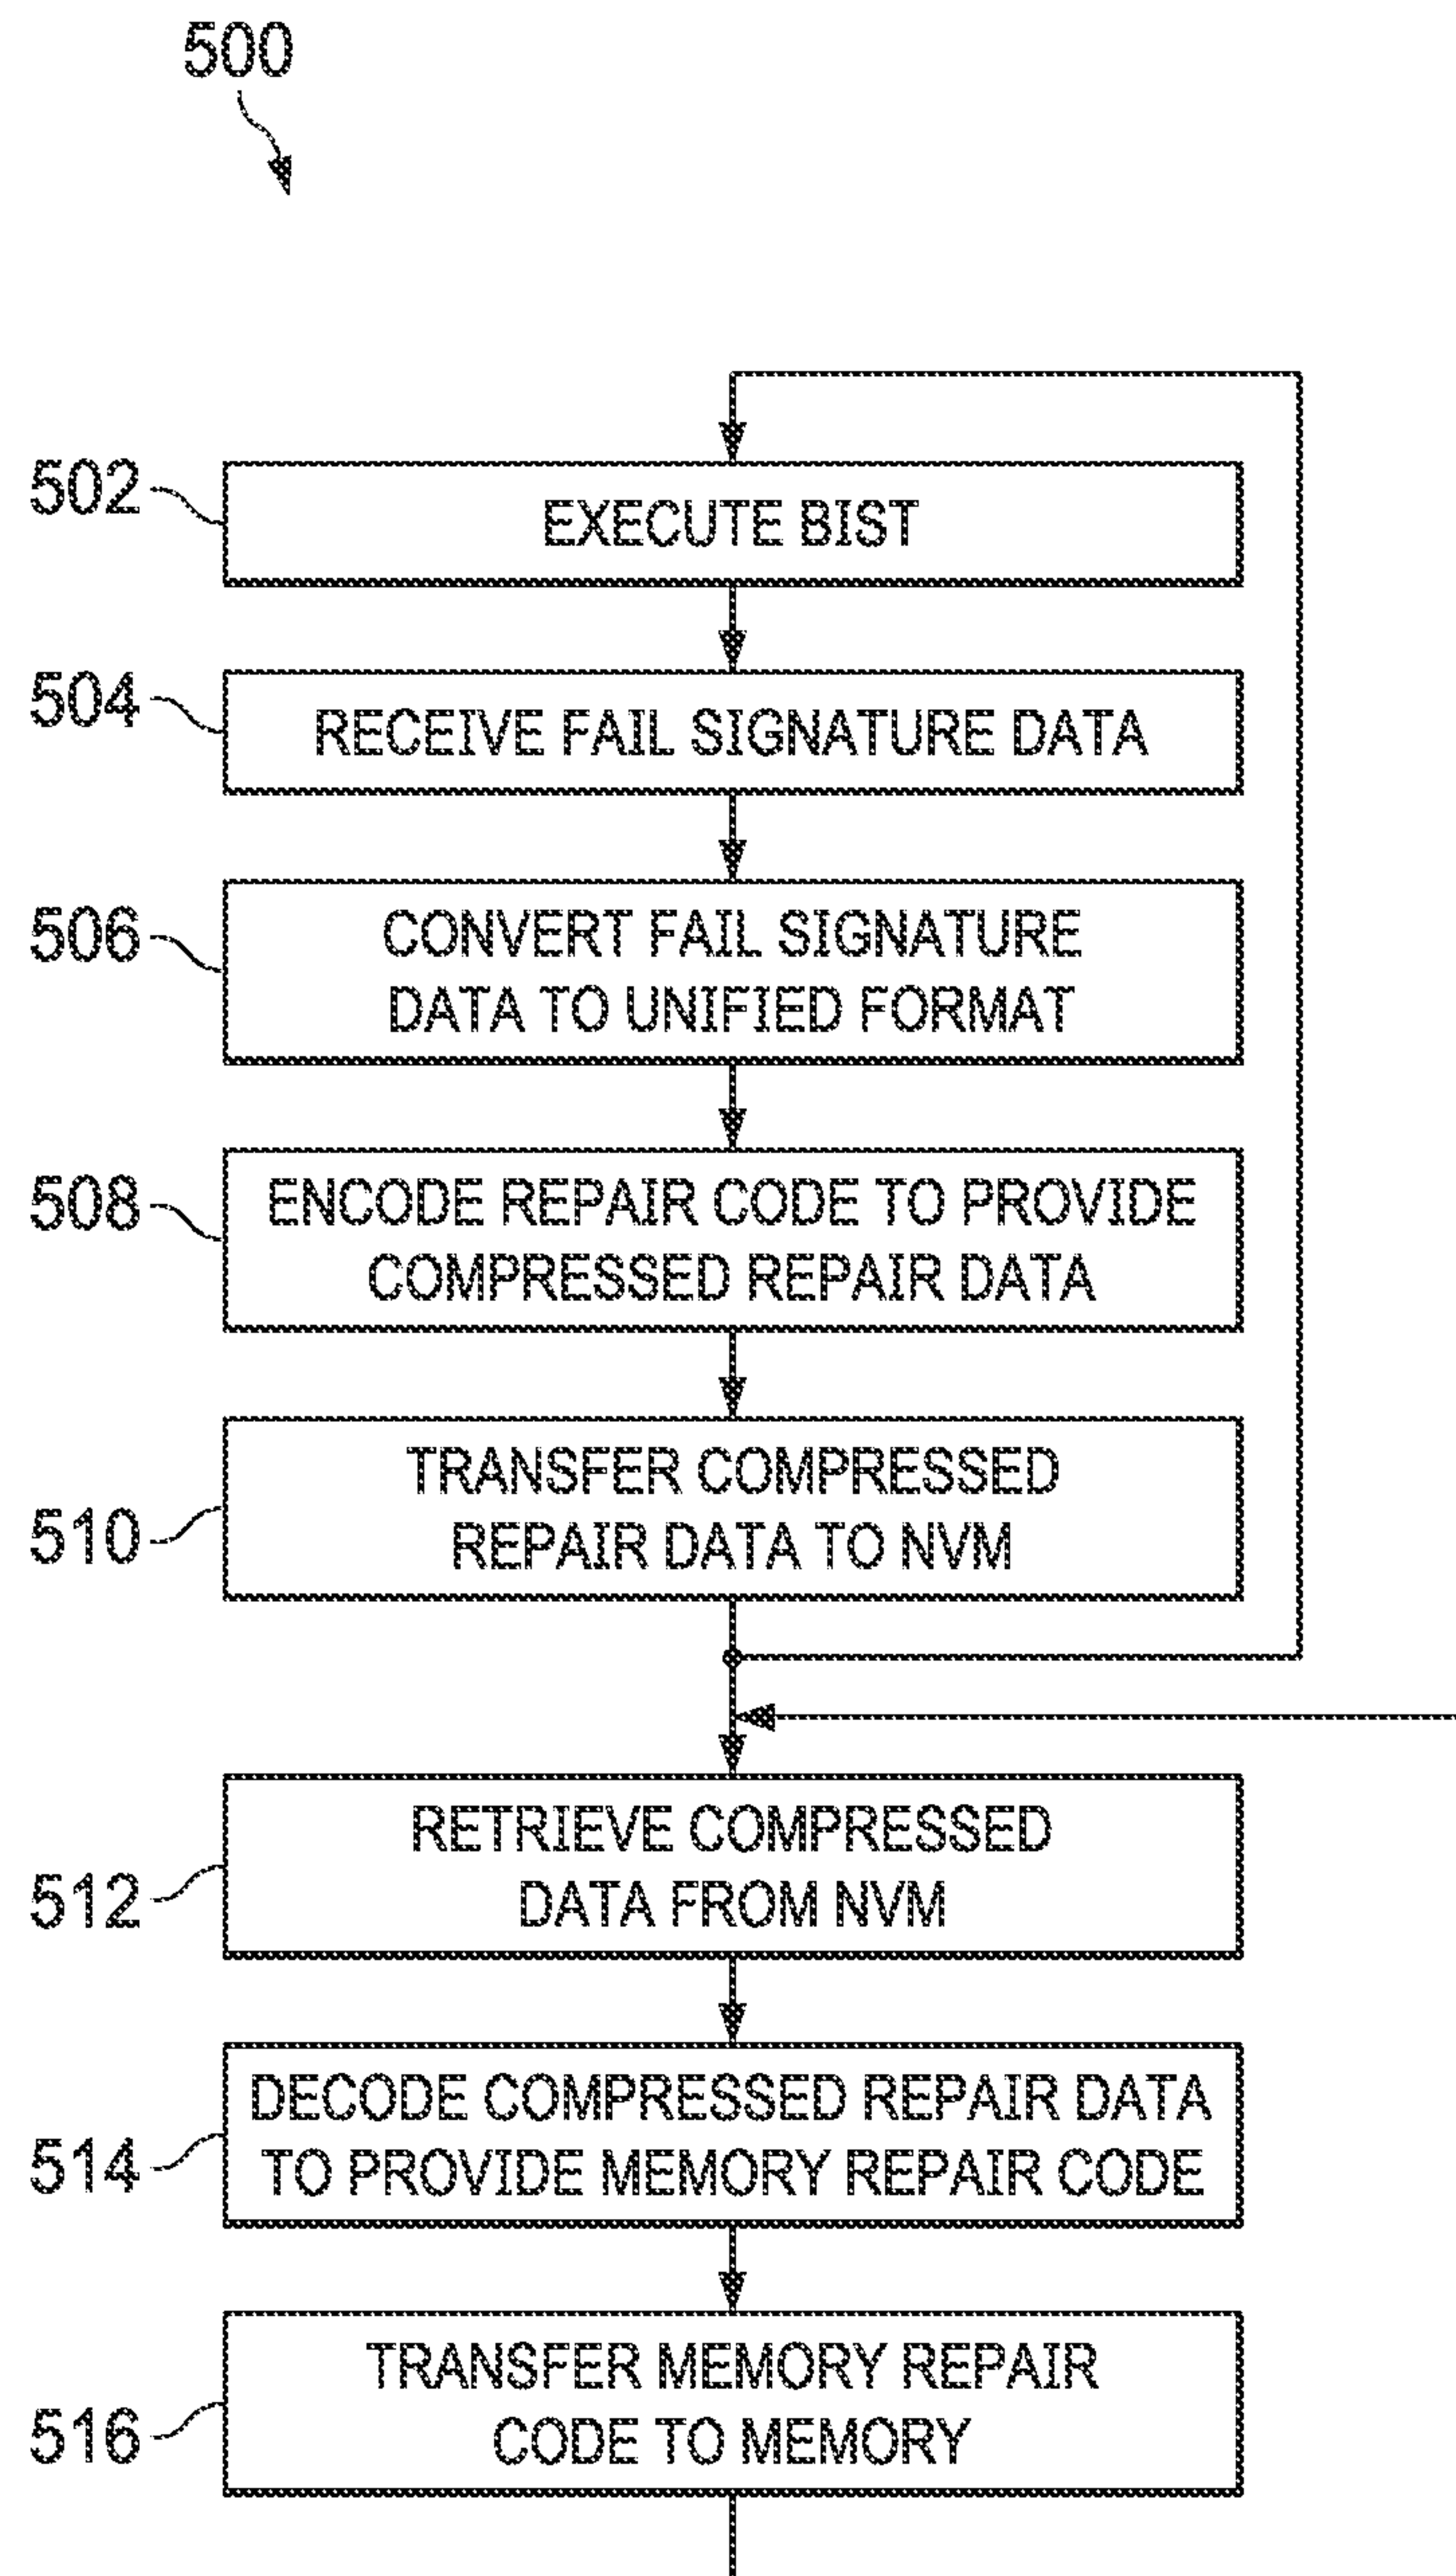 500
502
EXECUTE BIST
504
RECEIVE FAIL SIGNATURE DATA
506
CONVERT FAIL SIGNATURE
DATA TO UNIFIED FORMAT
508
ENCODE REPAIR CODE TO PROVIDE
COMPRESSED REPAIR DATA
510
TRANSFER COMPRESSED
REPAIR DATA TO NVM
512
RETRIEVE COMPRESSED
DATA FROM NVM
514
DECODE COMPRESSED REPAIR DATA
TO PROVIDE MEMORY REPAIR CODE
516
TRANSFER MEMORY REPAIR
CODE TO MEMORY